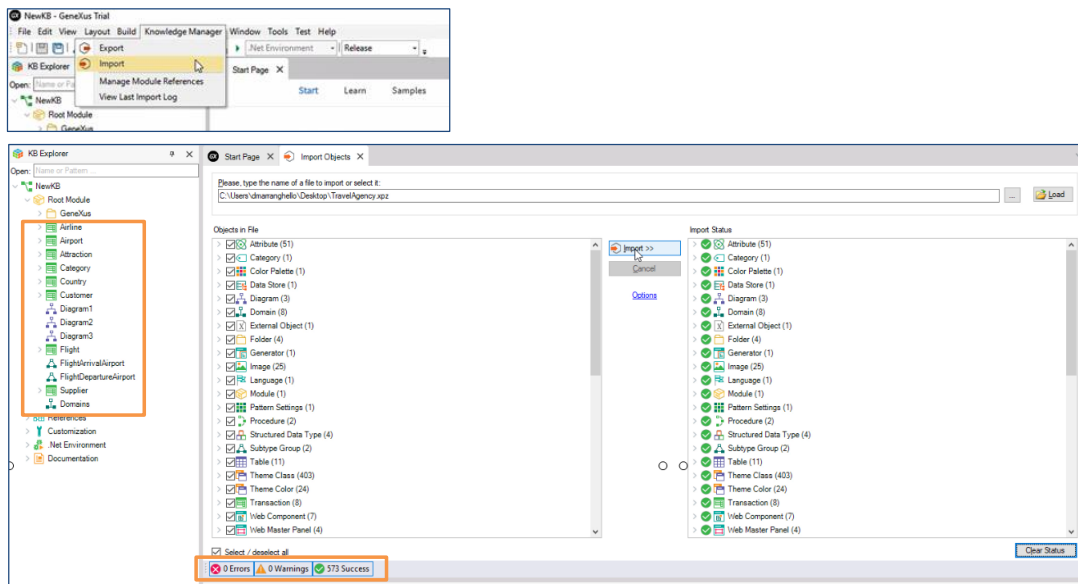 NewKB - GeneXus Trial
File Edit View Layout Build Knowledge Manager Window Tools Test Help
Export
.Net Environment
Release
KB Explorer
Import
Start Page X
Open:
Manage Module References
Start Learn Samples
NewKB
View Last Import Log
Root Module
GeneXus
KB Explorer
Start Page X
Import Objects X
Open: Name or Pattern ...
NewKB
Root Module
GeneXus
Airline
Airport
Attraction
Category
Country
Customer
Diagram1
Diagram2
Diagram3
Flight
FlightArrivalAirport
FlightDepartureAirport
Supplier
Domains
References
Customization
.Net Environment
Documentation
Please, type the name of a file to import or select it:
C:\Users\dmarranghello\Desktop\TravelAgency.xpz
...
Load
Objects in File
Attribute (51)
Category (1)
Color Palette (1)
Data Store (1)
Diagram (3)
Domain (8)
External Object (1)
Folder (4)
Generator (1)
Image (25)
Language (1)
Module (1)
Pattern Settings (1)
Procedure (2)
Structured Data Type (4)
Subtype Group (2)
Table (11)
Theme Class (403)
Theme Color (24)
Transaction (8)
Web Component (7)
Web Master Panel (4)
Select / deselect all
Import >>
Cancel
Options
Import Status
Attribute (51)
Category (1)
Color Palette (1)
Data Store (1)
Diagram (3)
Domain (8)
External Object (1)
Folder (4)
Generator (1)
Image (25)
Language (1)
Module (1)
Pattern Settings (1)
Procedure (2)
Structured Data Type (4)
Subtype Group (2)
Table (11)
Theme Class (403)
Theme Color (24)
Transaction (8)
Web Component (7)
Web Master Panel (4)
Clear Status
0 Errors 0 Warnings 573 Success